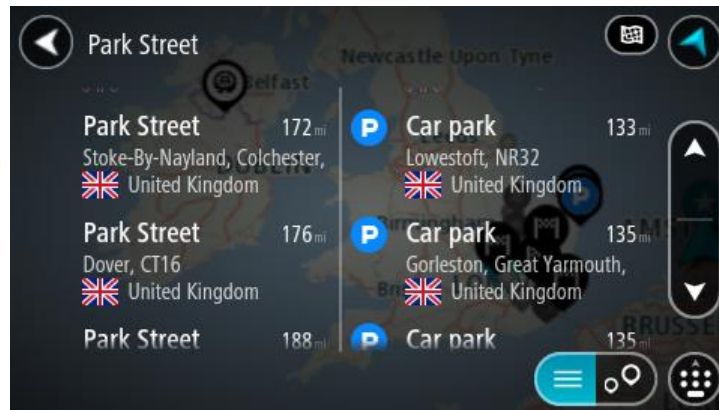 Park Street
Newcastle Upon Tyne
Belfast
Park Street 172 mi
Stoke-By-Nayland, Colchester,
United Kingdom
Park Street 176 mi
Dover, CT16
United Kingdom
Park Street 188 mi
P Car park 133 mi
Lowestoft, NR32
United Kingdom
P Car park 135 mi
Gorleston, Great Yarmouth,
United Kingdom
P Car park 135 mi
DUBLIN
Birmingham
P